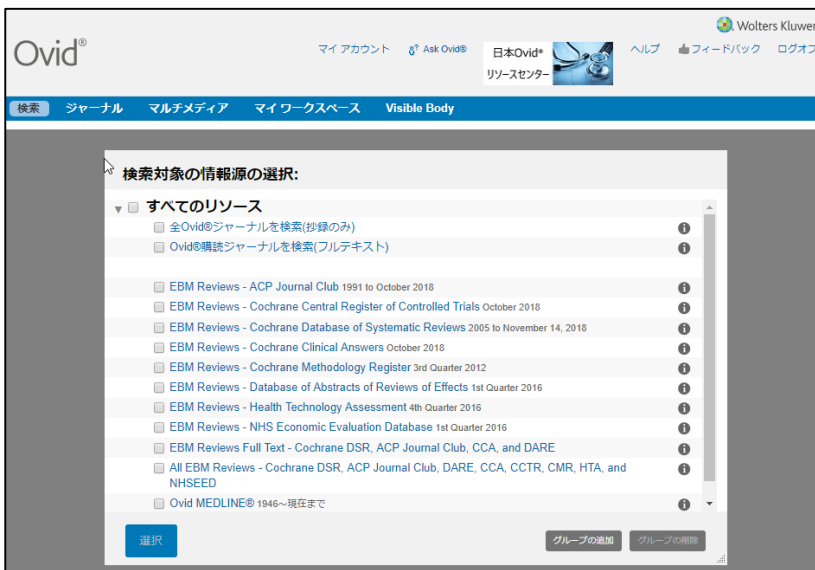 Wolters Kluwer
Ovid®
マイ アカウント
Ask Ovid®
日本Ovid®
リソースセンター
ヘルプ
フィードバック
ログオフ
検索 ジャーナル マルチメディア マイ ワークスペース Visible Body
検索対象の情報源の選択:
すべてのリソース
全Ovid®ジャーナルを検索(抄録のみ)
Ovid®購読ジャーナルを検索(フルテキスト)
EBM Reviews - ACP Journal Club 1991 to October 2018
EBM Reviews - Cochrane Central Register of Controlled Trials October 2018
EBM Reviews - Cochrane Database of Systematic Reviews 2005 to November 14, 2018
EBM Reviews - Cochrane Clinical Answers October 2018
EBM Reviews - Cochrane Methodology Register 3rd Quarter 2012
EBM Reviews - Database of Abstracts of Reviews of Effects 1st Quarter 2016
EBM Reviews - Health Technology Assessment 4th Quarter 2016
EBM Reviews - NHS Economic Evaluation Database 1st Quarter 2016
EBM Reviews Full Text - Cochrane DSR, ACP Journal Club, CCA, and DARE
All EBM Reviews - Cochrane DSR, ACP Journal Club, DARE, CCA, CCTR, CMR, HTA, and
NHSEED
Ovid MEDLINE® 1946～現在まで
選択
グループの追加
グループの削除